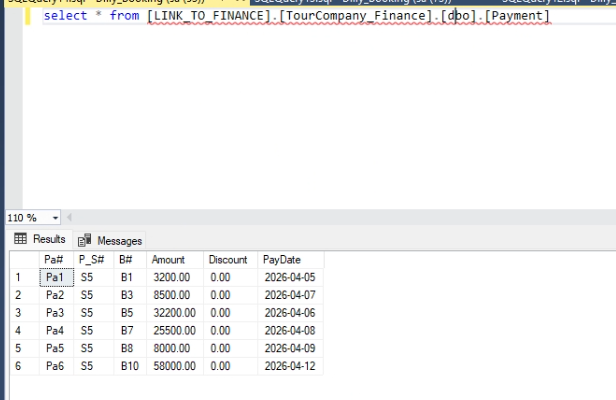 select * from [LINK_TO_FINANCE].[TourCompany_Finance].[dbo].[Payment]
110 %
Results Messages
Pa# P_S# B# Amount Discount PayDate
1 Pa1 S5 B1 3200.00 0.00 2026-04-05
2 Pa2 S5 B3 8500.00 0.00 2026-04-07
3 Pa3 S5 B5 32200.00 0.00 2026-04-06
4 Pa4 S5 B7 25500.00 0.00 2026-04-08
5 Pa5 S5 B8 8000.00 0.00 2026-04-09
6 Pa6 S5 B10 58000.00 0.00 2026-04-12